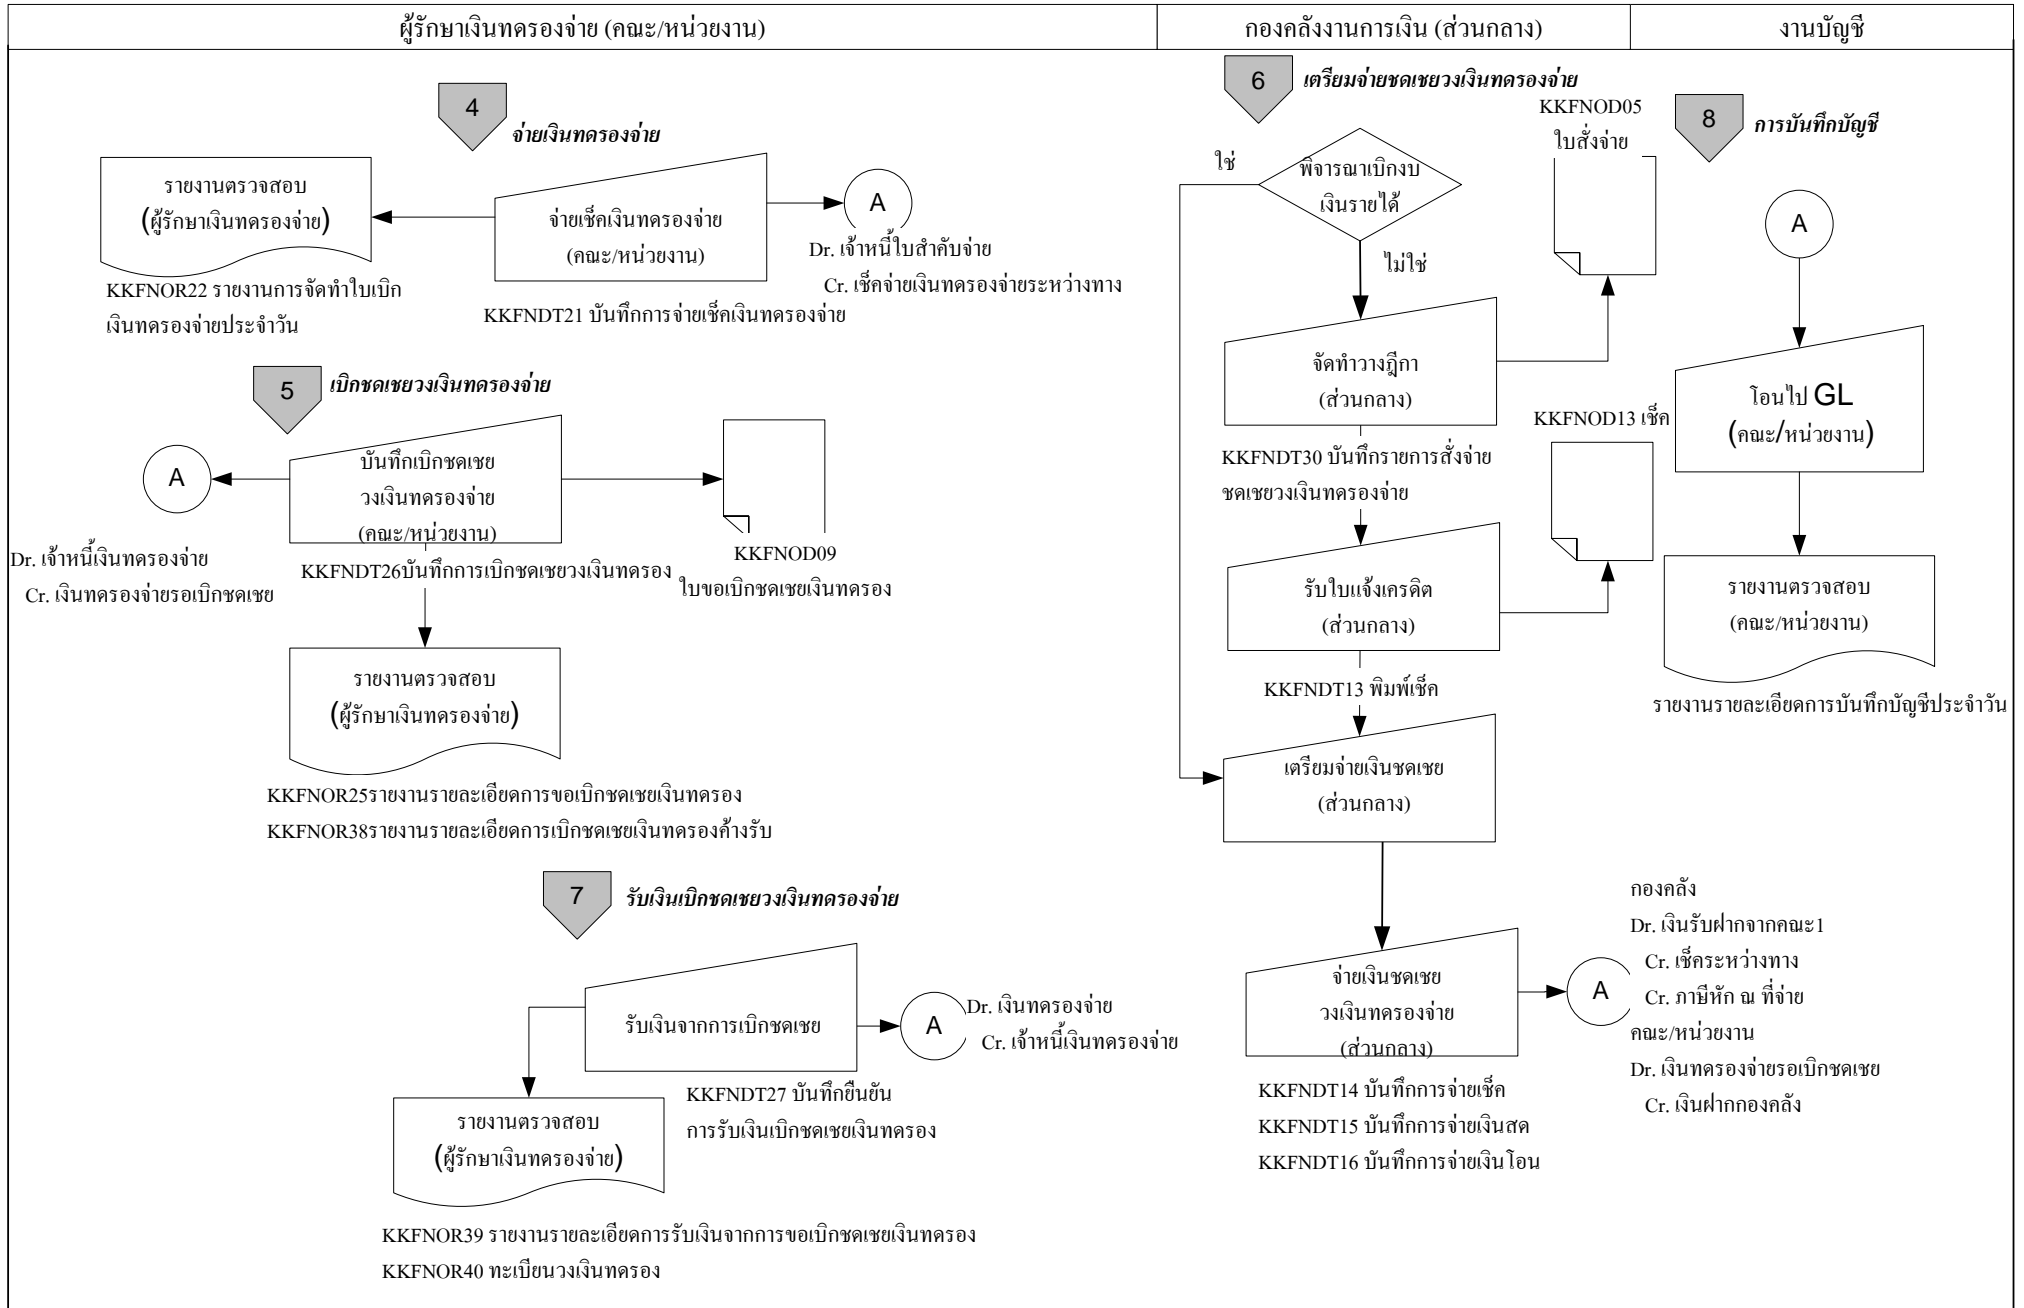 ผู้รักษาเงินทดรองจ่าย (คณะ/หน่วยงาน)
กองคลังงานการเงิน (ส่วนกลาง)
งานบัญชี
4
จ่ายเงินทดรองจ่าย
รายงานตรวจสอบ
(ผู้รักษาเงินทดรองจ่าย)
จ่ายเช็คเงินทดรองจ่าย
(คณะ/หน่วยงาน)
A
Dr. เจ้าหนี้ใบสำคับจ่าย
Cr. เช็คจ่ายเงินทดรองจ่ายระหว่างทาง
KKFNOR22 รายงานการจัดทำใบเบิก
เงินทดรองจ่ายประจำวัน
KKFNDT21 บันทึกการจ่ายเช็คเงินทดรองจ่าย
5
เบิกชดเชยวงเงินทดรองจ่าย
A
บันทึกเบิกชดเชย
วงเงินทดรองจ่าย
(คณะ/หน่วยงาน)
Dr. เจ้าหนี้เงินทดรองจ่าย
Cr. เงินทดรองจ่ายรอเบิกชดเชย
KKFNDT26บันทึกการเบิกชดเชยวงเงินทดรอง
KKFNOD09
ใบขอเบิกชดเชยเงินทดรอง
รายงานตรวจสอบ
(ผู้รักษาเงินทดรองจ่าย)
KKFNOR25รายงานรายละเอียดการขอเบิกชดเชยเงินทดรอง
KKFNOR38รายงานรายละเอียดการเบิกชดเชยเงินทดรองค้างรับ
7
รับเงินเบิกชดเชยวงเงินทดรองจ่าย
รับเงินจากการเบิกชดเชย
A
Dr. เงินทดรองจ่าย
Cr. เจ้าหนี้เงินทดรองจ่าย
KKFNDT27 บันทึกยืนยัน
การรับเงินเบิกชดเชยเงินทดรอง
รายงานตรวจสอบ
(ผู้รักษาเงินทดรองจ่าย)
KKFNOR39 รายงานรายละเอียดการรับเงินจากการขอเบิกชดเชยเงินทดรอง
KKFNOR40 ทะเบียนวงเงินทดรอง
6
เตรียมจ่ายชดเชยวงเงินทดรองจ่าย
ใช่
พิจารณาเบิกงบ
เงินรายได้
ไม่ใช่
KKFNOD05
ใบสั่งจ่าย
จัดทำวางฎีกา
(ส่วนกลาง)
KKFNDT30 บันทึกรายการสั่งจ่าย
ชดเชยวงเงินทดรองจ่าย
KKFNOD13 เช็ค
รับใบแจ้งเครดิต
(ส่วนกลาง)
KKFNDT13 พิมพ์เช็ค
เตรียมจ่ายเงินชดเชย
(ส่วนกลาง)
จ่ายเงินชดเชย
วงเงินทดรองจ่าย
(ส่วนกลาง)
A
KKFNDT14 บันทึกการจ่ายเช็ค
KKFNDT15 บันทึกการจ่ายเงินสด
KKFNDT16 บันทึกการจ่ายเงินโอน
8
การบันทึกบัญชี
A
โอนไป GL
(คณะ/หน่วยงาน)
รายงานตรวจสอบ
(คณะ/หน่วยงาน)
รายงานรายละเอียดการบันทึกบัญชีประจำวัน
กองคลัง
Dr. เงินรับฝากจากคณะ1
Cr. เช็คระหว่างทาง
Cr. ภาษีหัก ณ ที่จ่าย
คณะ/หน่วยงาน
Dr. เงินทดรองจ่ายรอเบิกชดเชย
Cr. เงินฝากกองคลัง